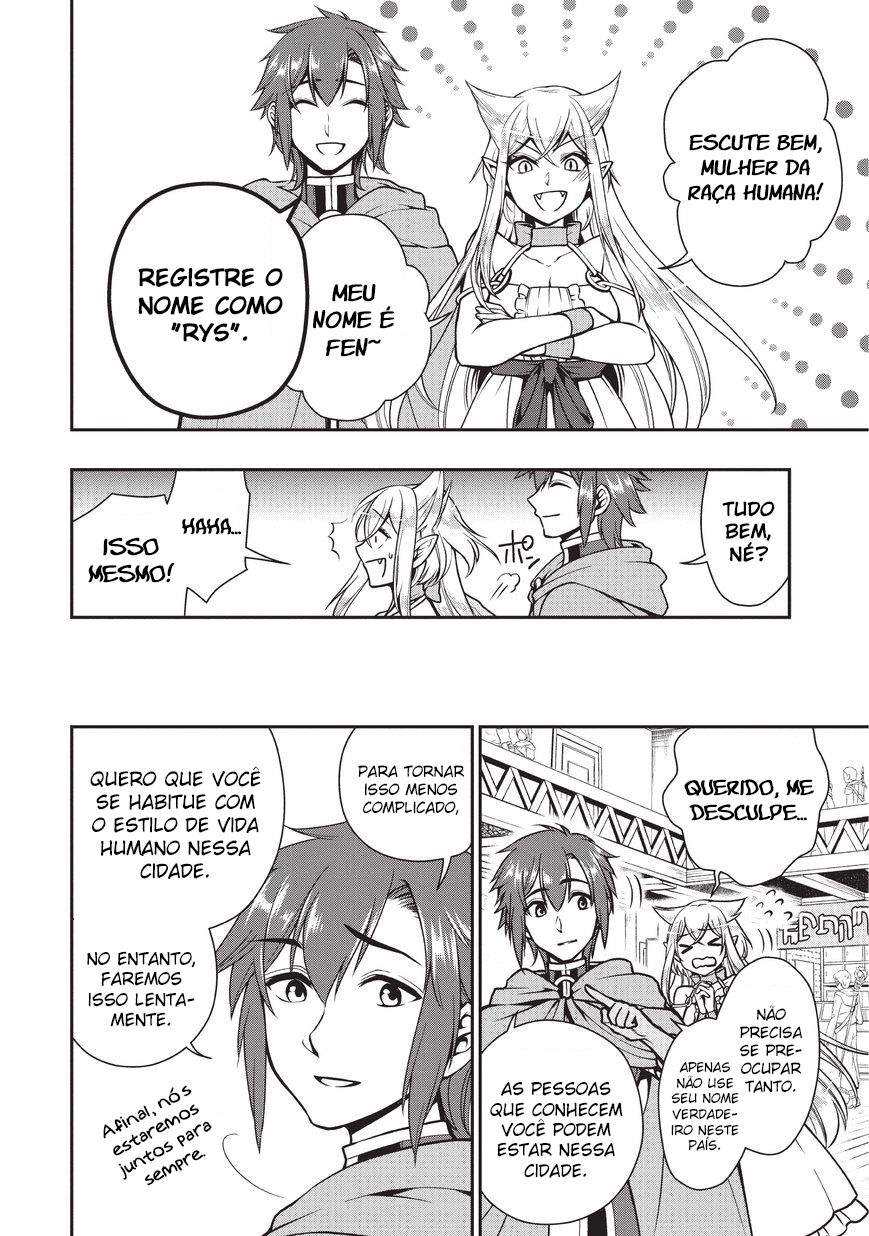 ESCUTE BEM,
MULHER DA
RAÇA HUMANA!
MEU
NOME É
FEN~
REGISTRE O
NOME COMO
"RYS".
TUDO
BEM,
NÉ?
ポン
HAHA...
ISSO
MESMO!
QUERIDO, ME
DESCULPE...
NÃO
PRECISA
SE PRE-
OCUPAR
TANTO.
APENAS
NÃO USE
SEU NOME
VERDADE-
IRO NESTE
PAÍS.
AS PESSOAS
QUE CONHECEM
VOCÊ PODEM
ESTAR NESSA
CIDADE.
PARA TORNAR
ISSO MENOS
COMPLICADO,
QUERO QUE VOCÊ
SE HABITUE COM
O ESTILO DE VIDA
HUMANO NESSA
CIDADE.
NO ENTANTO,
FAREMOS
ISSO LENTA-
MENTE.
Afinal, nós
estaremos
juntos para
sempre.